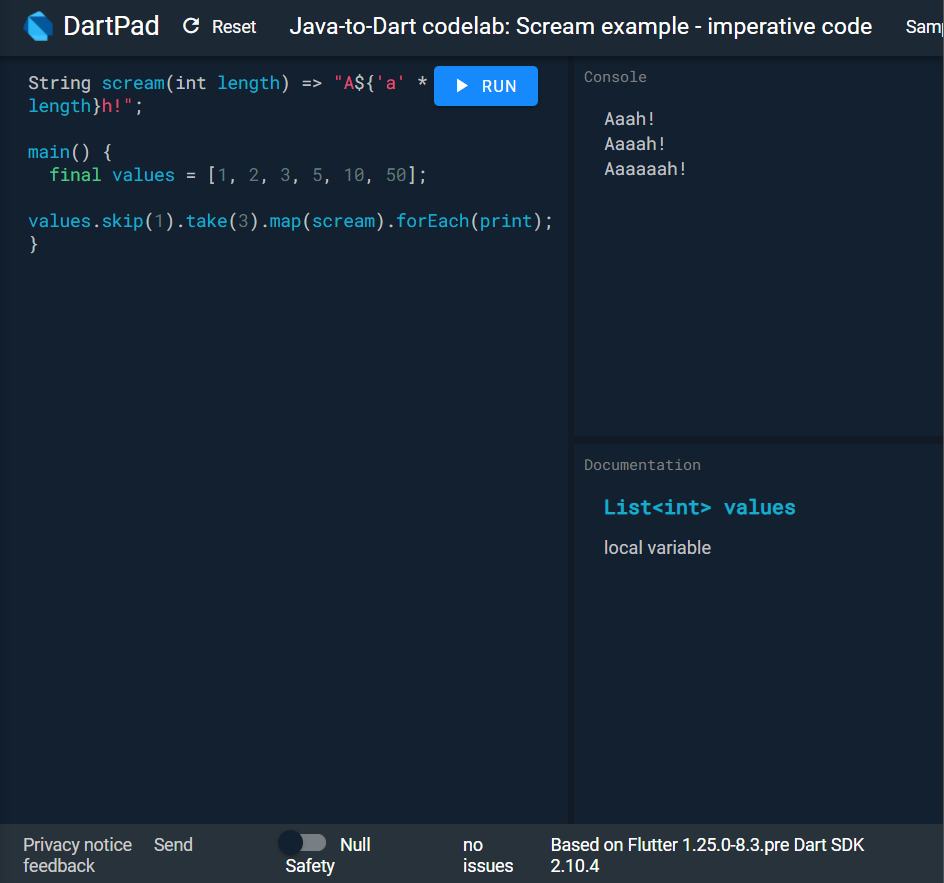 DartPad
Reset
Java-to-Dart codelab: Scream example - imperative code
String scream(int length) => "A${'a' *
length}h!";
RUN
main() {
final values = [1, 2, 3, 5, 10, 50];
values.skip(1).take(3).map(scream).forEach(print);
}
Console
Aaah!
Aaaah!
Aaaaaah!
Documentation
List<int> values
local variable
Privacy notice
Send
feedback
Null
Safety
no
issues
Based on Flutter 1.25.0-8.3.pre Dart SDK
2.10.4